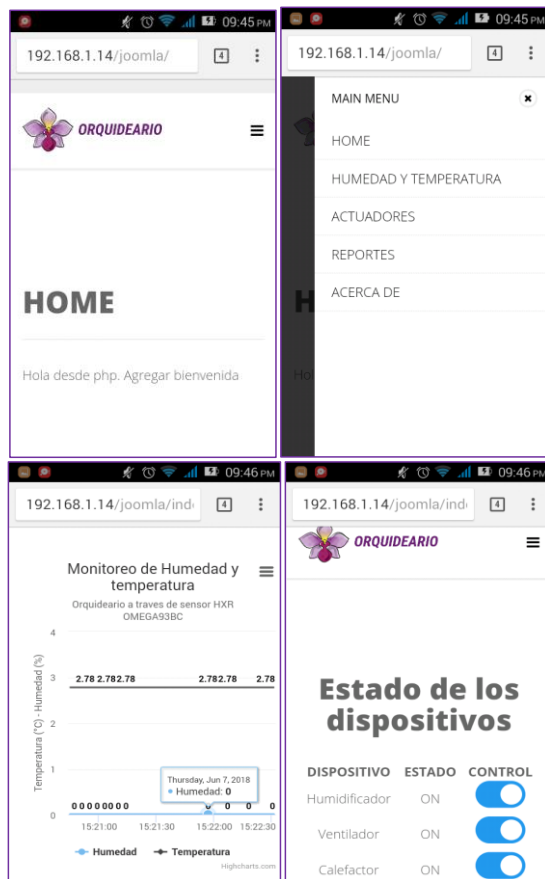 09:45 PM
192.168.1.14/joomla/
4
ORQUIDEARIO
HOME
Hola desde php. Agregar bienvenida
09:45 PM
192.168.1.14/joomla/
4
MAIN MENU
HOME
HUMEDAD Y TEMPERATURA
ACTUADORES
REPORTES
ACERCA DE
09:46 PM
192.168.1.14/joomla/ind
4
Monitoreo de Humedad y
temperatura
Orquideario a traves de sensor HXR
OMEGA93BC
Temperatura (°C) - Humedad (%)
4
3
2
1
0
2.78 2.78 2.78 2.78 2.78 2.78
Thursday, Jun 7, 2018
Humedad: 0
0 0 0 0 0 0 0 0 0 0 0
15:21:00 15:21:30 15:22:00 15:22:30
Humedad Temperatura
Highcharts.com
09:46 PM
192.168.1.14/joomla/ind
4
ORQUIDEARIO
Estado de los
dispositivos
DISPOSITIVO ESTADO CONTROL
Humidificador ON
Ventilador ON
Calefactor ON